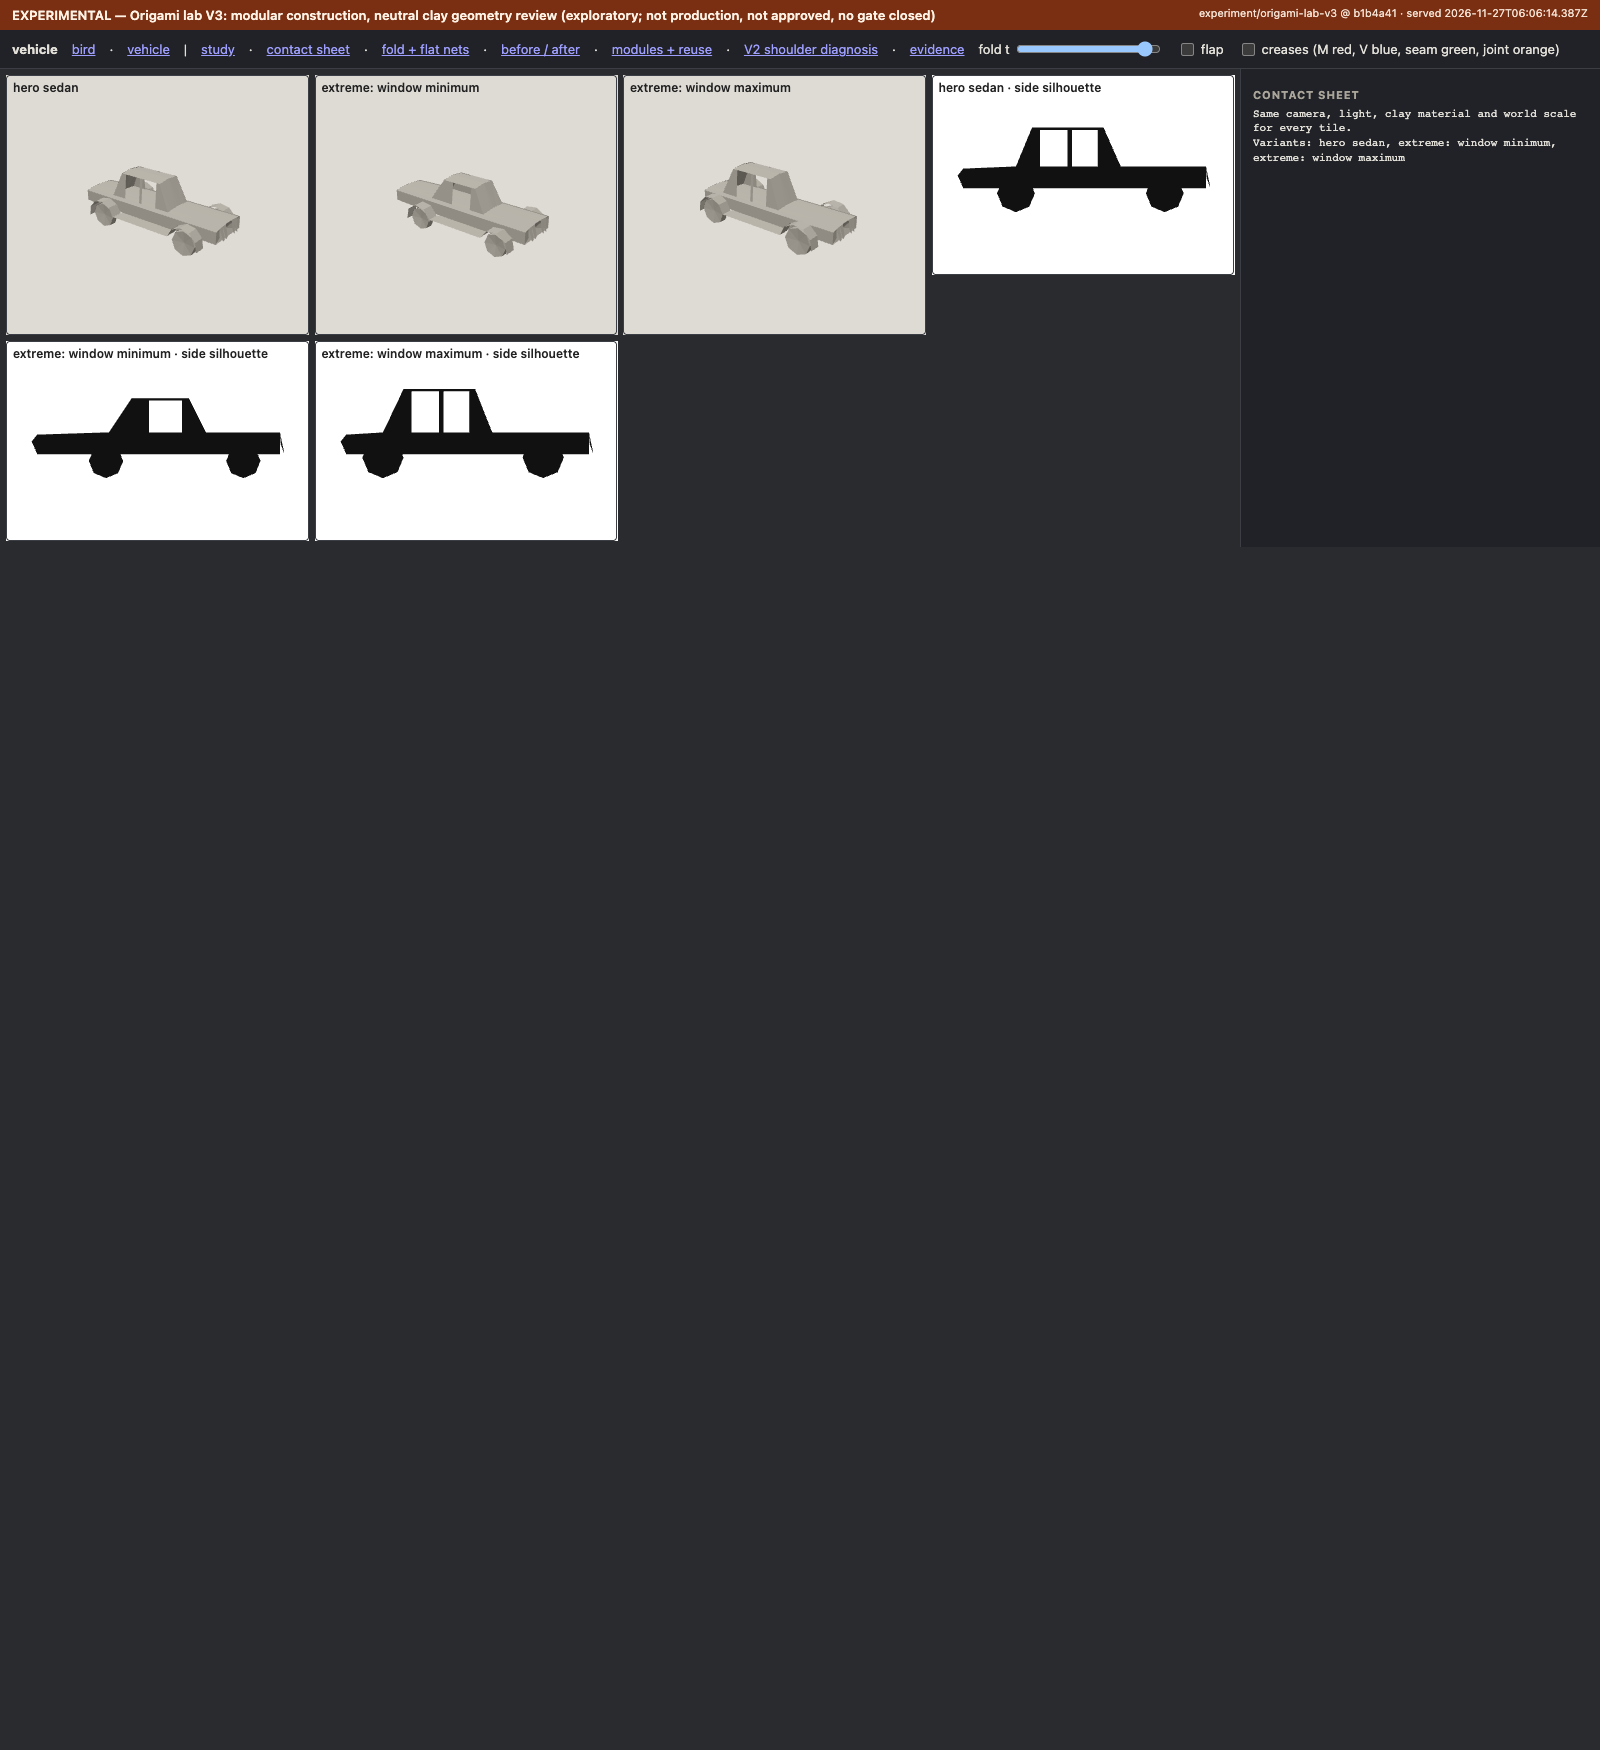 EXPERIMENTAL — Origami lab V3: modular construction, neutral clay geometry review (exploratory; not production, not approved, no gate closed)
experiment/origami-lab-v3 @ b1b4a41 · served 2026-11-27T06:06:14.387Z
vehicle bird · vehicle | study · contact sheet · fold + flat nets · before / after · modules + reuse · V2 shoulder diagnosis · evidence fold t flap creases (M red, V blue, seam green, joint orange)
hero sedan
extreme: window minimum
extreme: window maximum
hero sedan · side silhouette
extreme: window minimum · side silhouette
extreme: window maximum · side silhouette
CONTACT SHEET
Same camera, light, clay material and world scale
for every tile.
Variants: hero sedan, extreme: window minimum,
extreme: window maximum